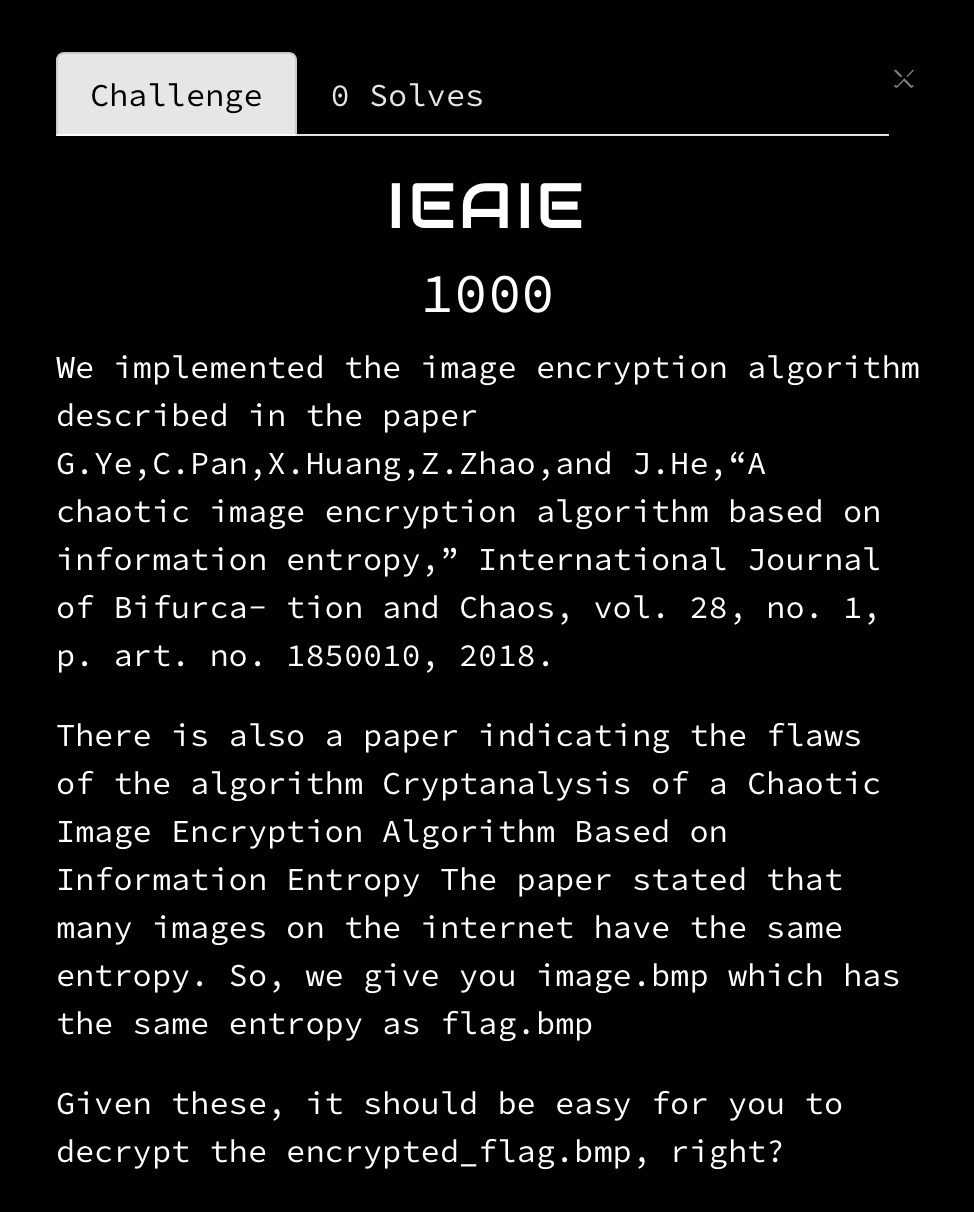 Challenge
0 Solves
IEAIE
1000
We implemented the image encryption algorithm
described in the paper
G.Ye,C.Pan,X.Huang,Z.Zhao,and J.He,“A
chaotic image encryption algorithm based on
information entropy,” International Journal
of Bifurca- tion and Chaos, vol. 28, no. 1,
p. art. no. 1850010, 2018.
There is also a paper indicating the flaws
of the algorithm Cryptanalysis of a Chaotic
Image Encryption Algorithm Based on
Information Entropy The paper stated that
many images on the internet have the same
entropy. So, we give you image.bmp which has
the same entropy as flag.bmp
Given these, it should be easy for you to
decrypt the encrypted_flag.bmp, right?